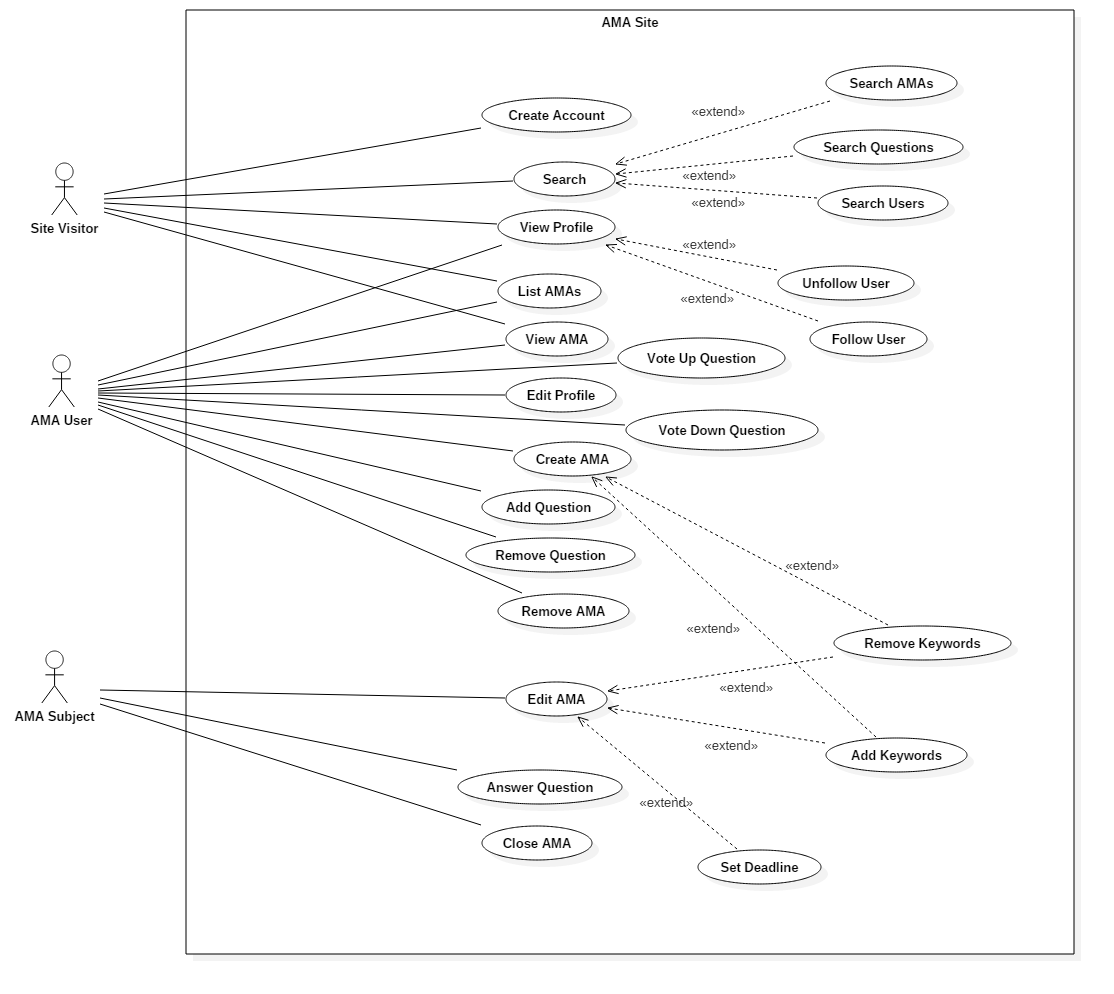 AMA Site
Search AMAs
«extend»
Create Account
Search Questions
Search
«extend»
«extend»
Search Users
Site Visitor
View Profile
«extend»
Unfollow User
List AMAs
«extend»
View AMA
Follow User
Vote Up Question
Edit Profile
AMA User
Vote Down Question
Create AMA
Add Question
Remove Question
«extend»
Remove AMA
«extend»
Remove Keywords
«extend»
Edit AMA
AMA Subject
«extend»
Add Keywords
Answer Question
«extend»
Close AMA
Set Deadline